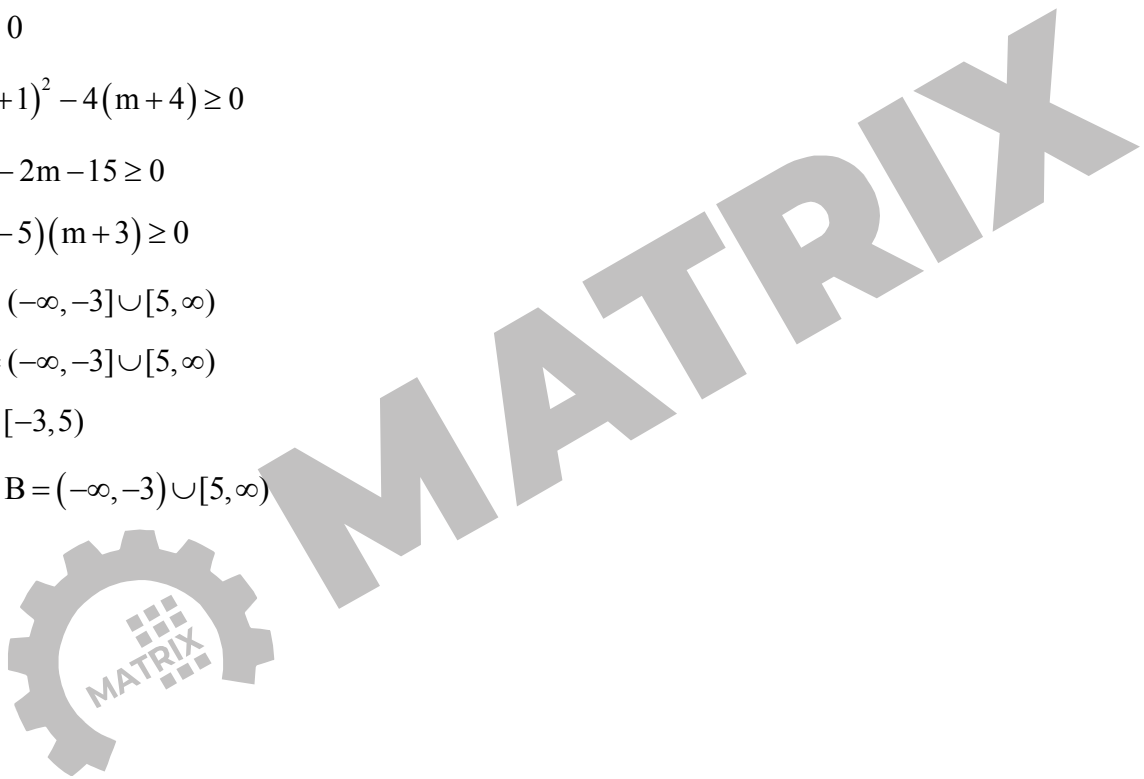 0
+1)² − 4(m + 4) ≥ 0
− 2m − 15 ≥ 0
− 5)(m + 3) ≥ 0
(−∞, −3] ∪ [5, ∞)
(−∞, −3] ∪ [5, ∞)
[−3, 5)
B = (−∞, −3) ∪ [5, ∞)
MATRIX
MATRIX